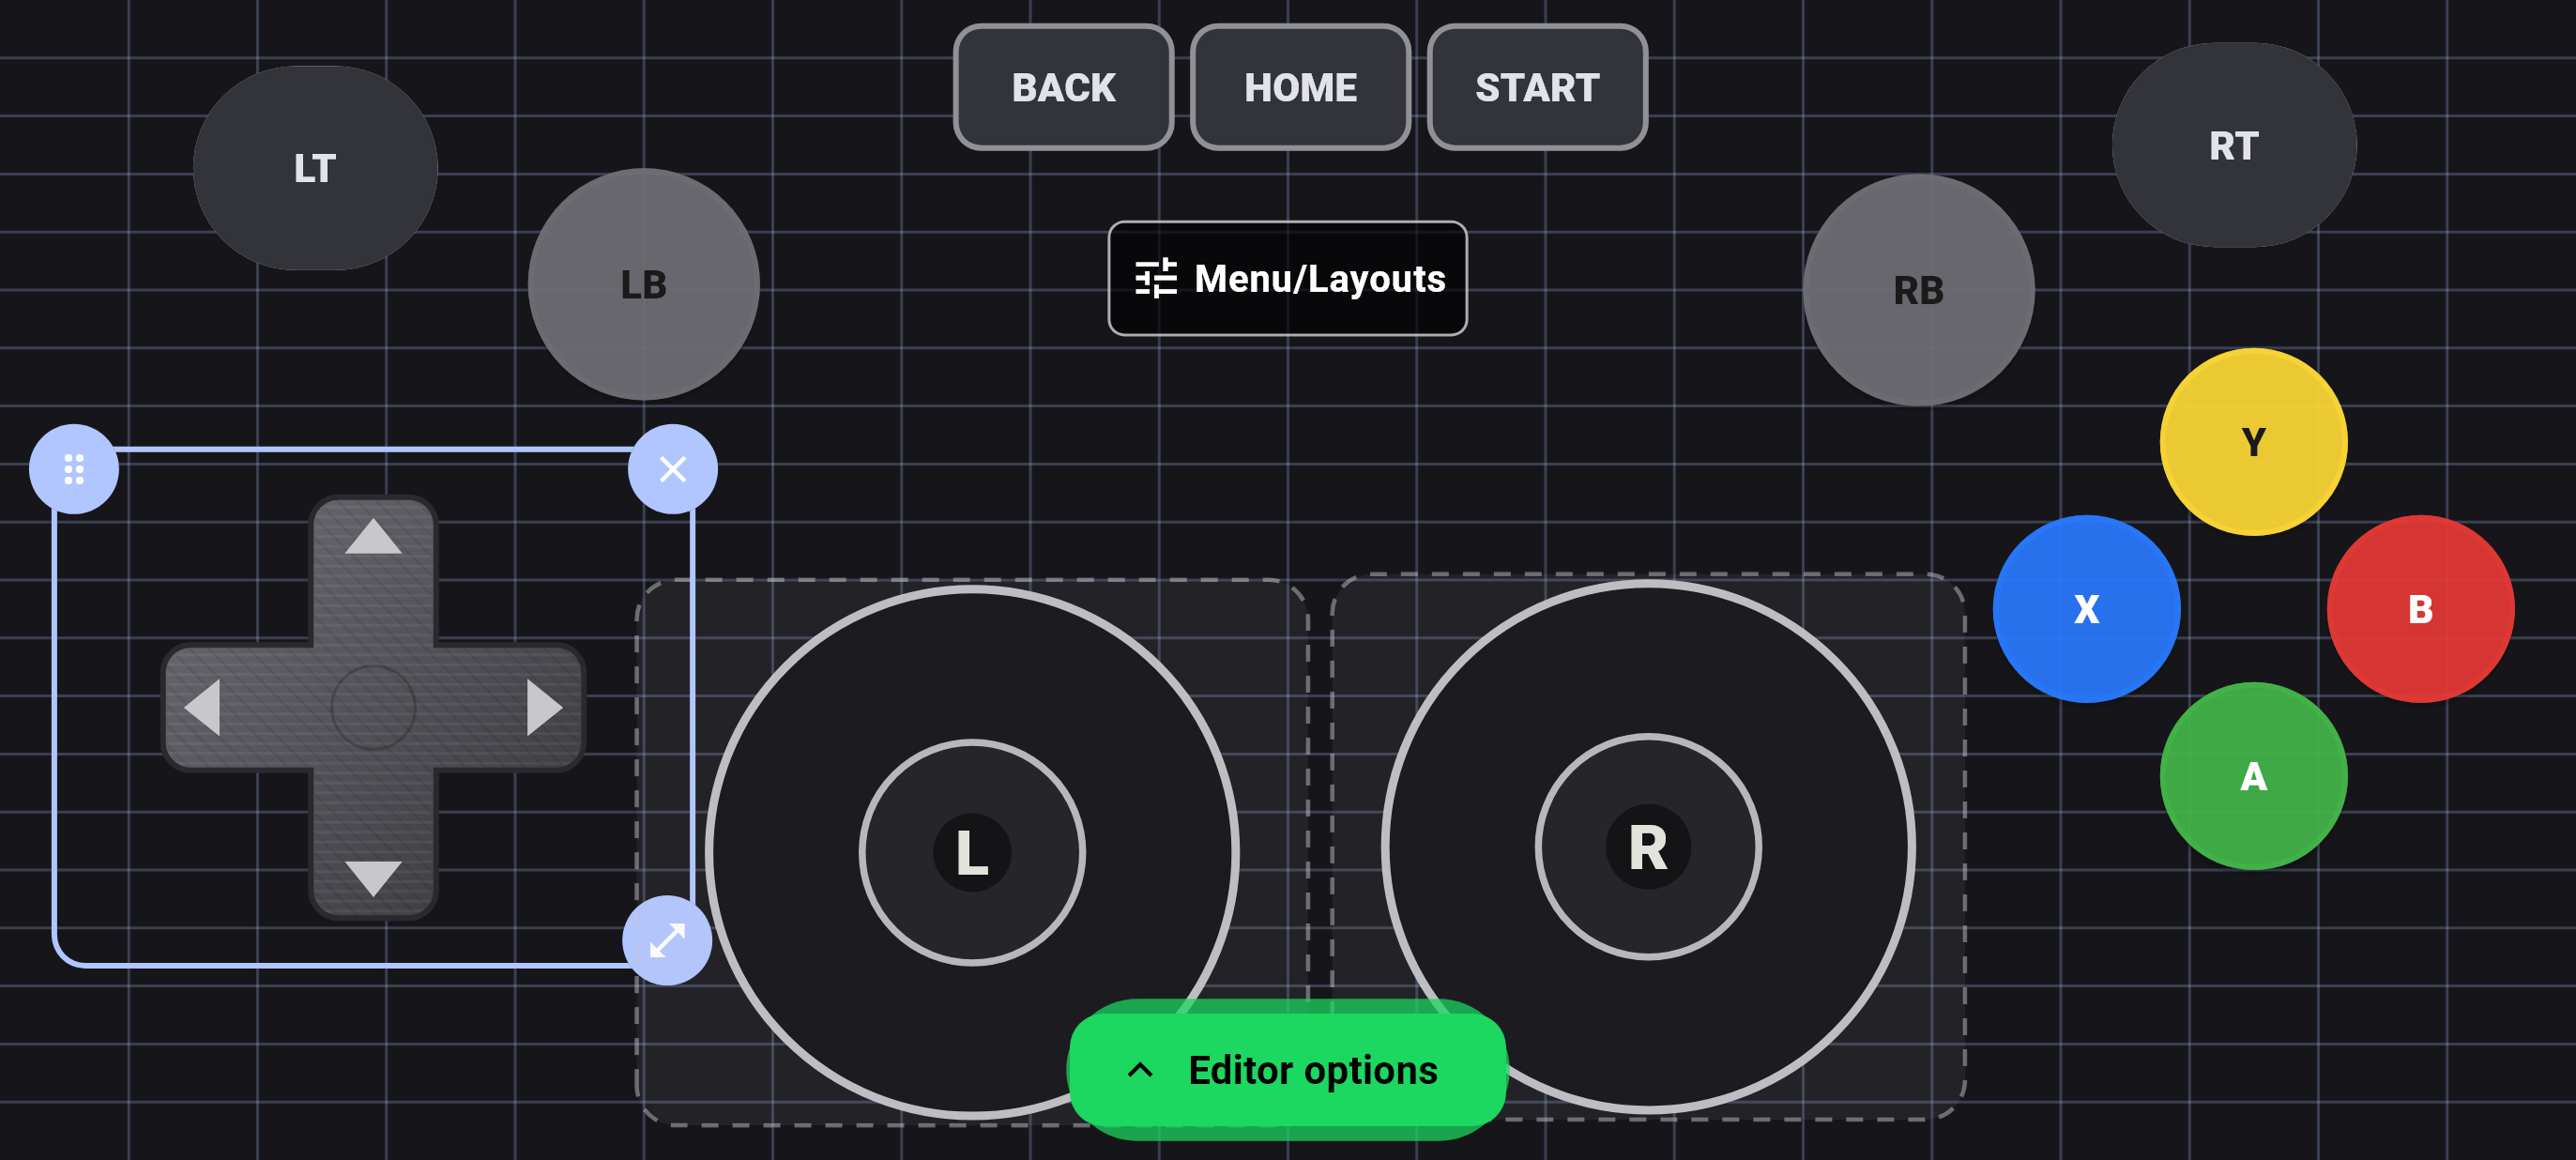 BACK
HOME
START
LT
RT
LB
Menu/Layouts
RB
Y
X
B
A
L
R
Editor options